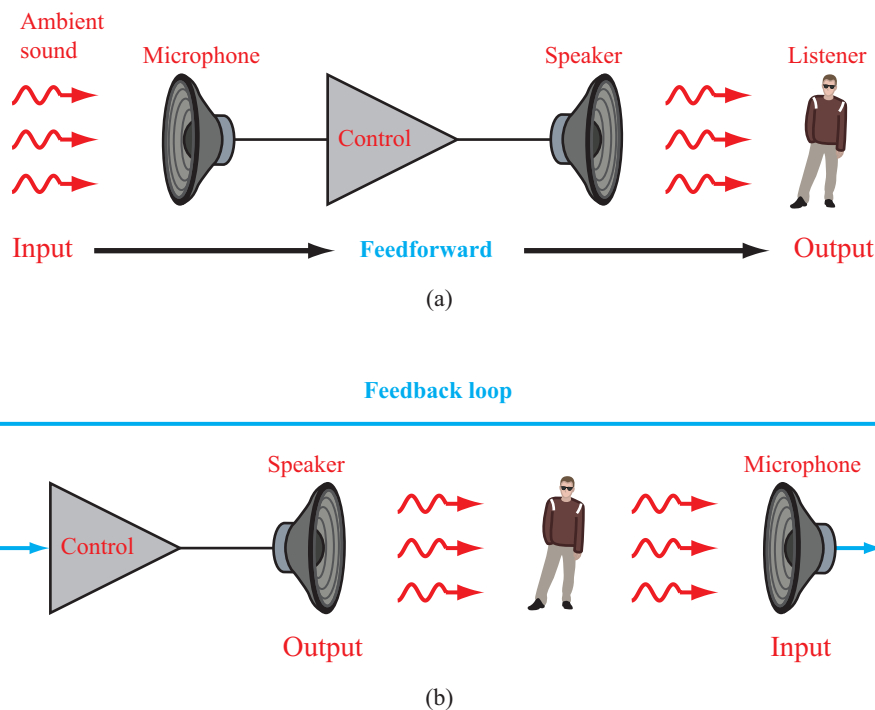 Ambient
sound
Microphone
Speaker
Listener
Control
Input
Feedforward
Output
(a)
Feedback loop
Speaker
Microphone
Control
Output
Input
(b)